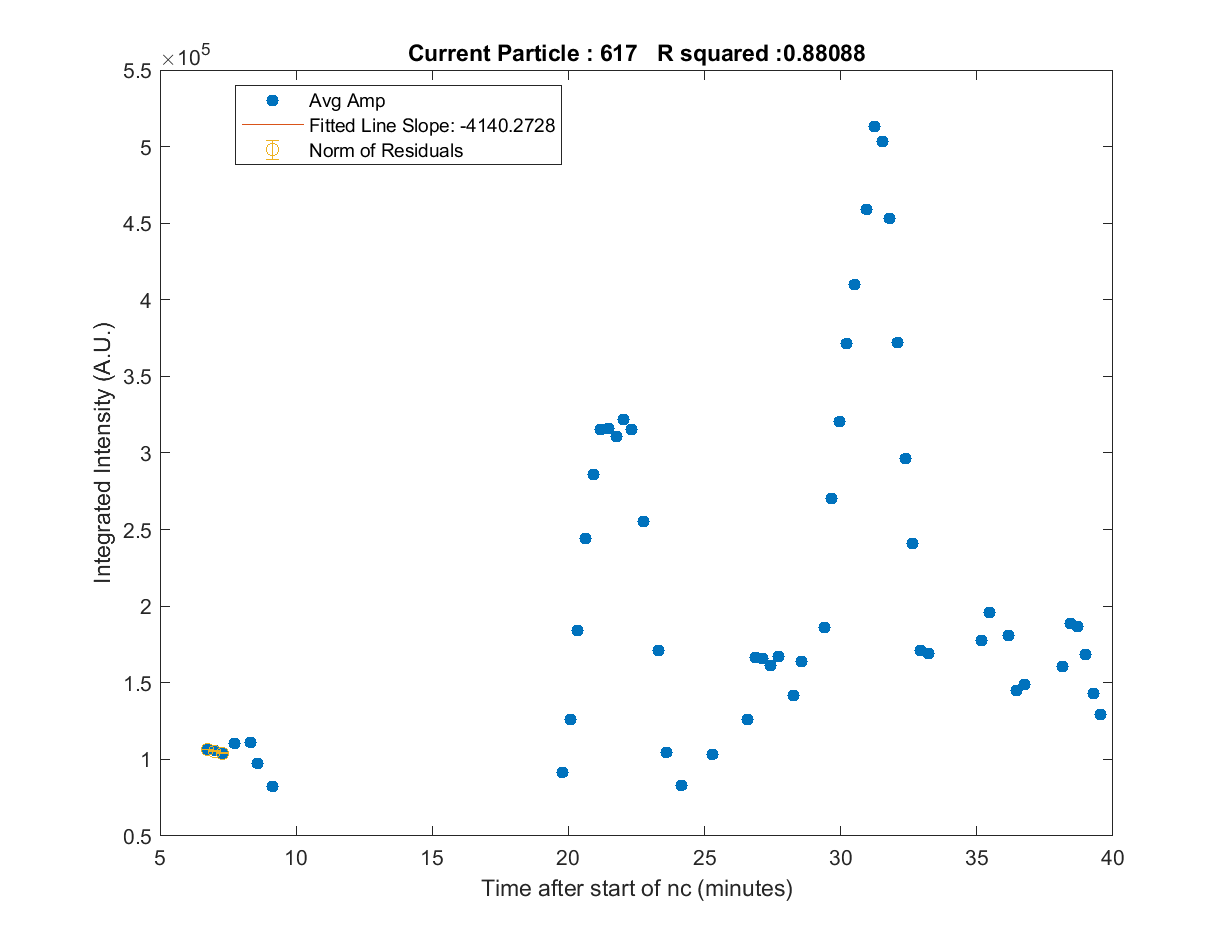 Current Particle : 617 R squared :0.88088
×10^5
5.5
5
4.5
4
3.5
3
2.5
2
1.5
1
0.5
Avg Amp
Fitted Line Slope: -4140.2728
Norm of Residuals
Integrated Intensity (A.U.)
5 10 15 20 25 30 35 40
Time after start of nc (minutes)